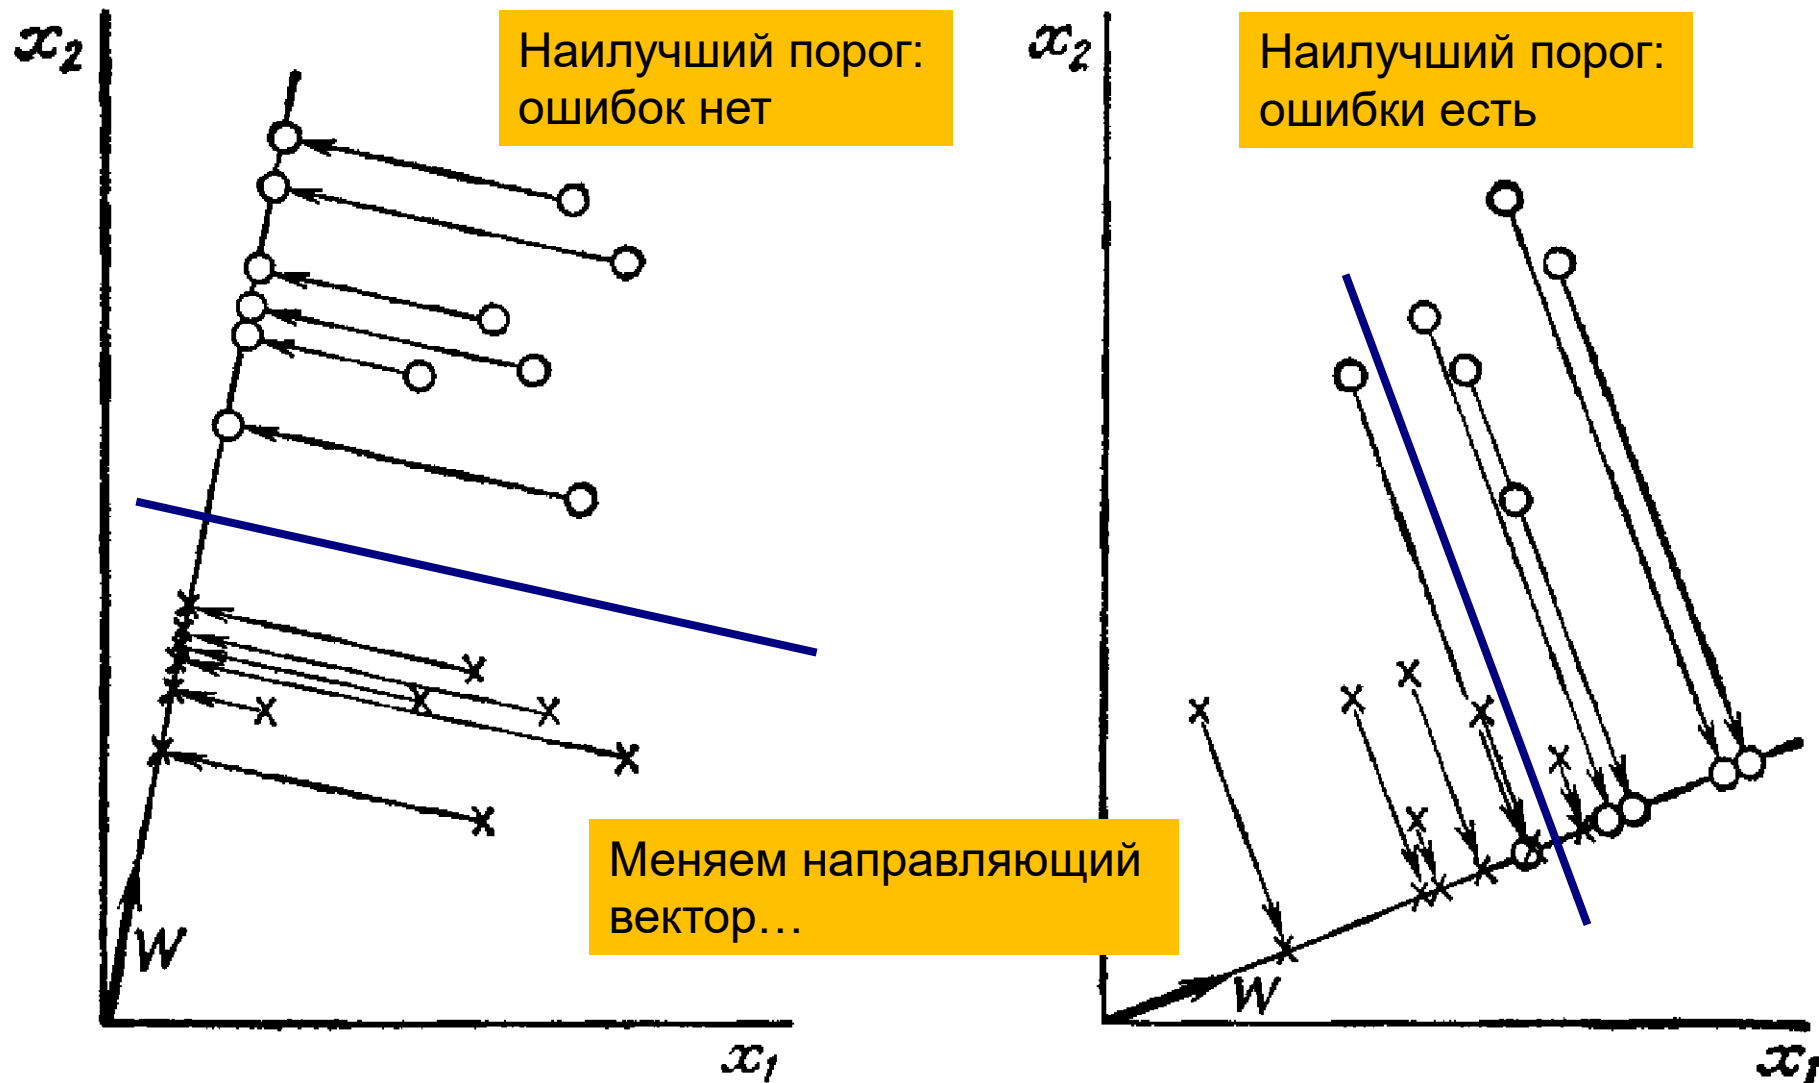 x₂
Наилучший порог:
ошибок нет
W
x₁
x₂
Наилучший порог:
ошибки есть
Меняем направляющий
вектор…
W
x₁